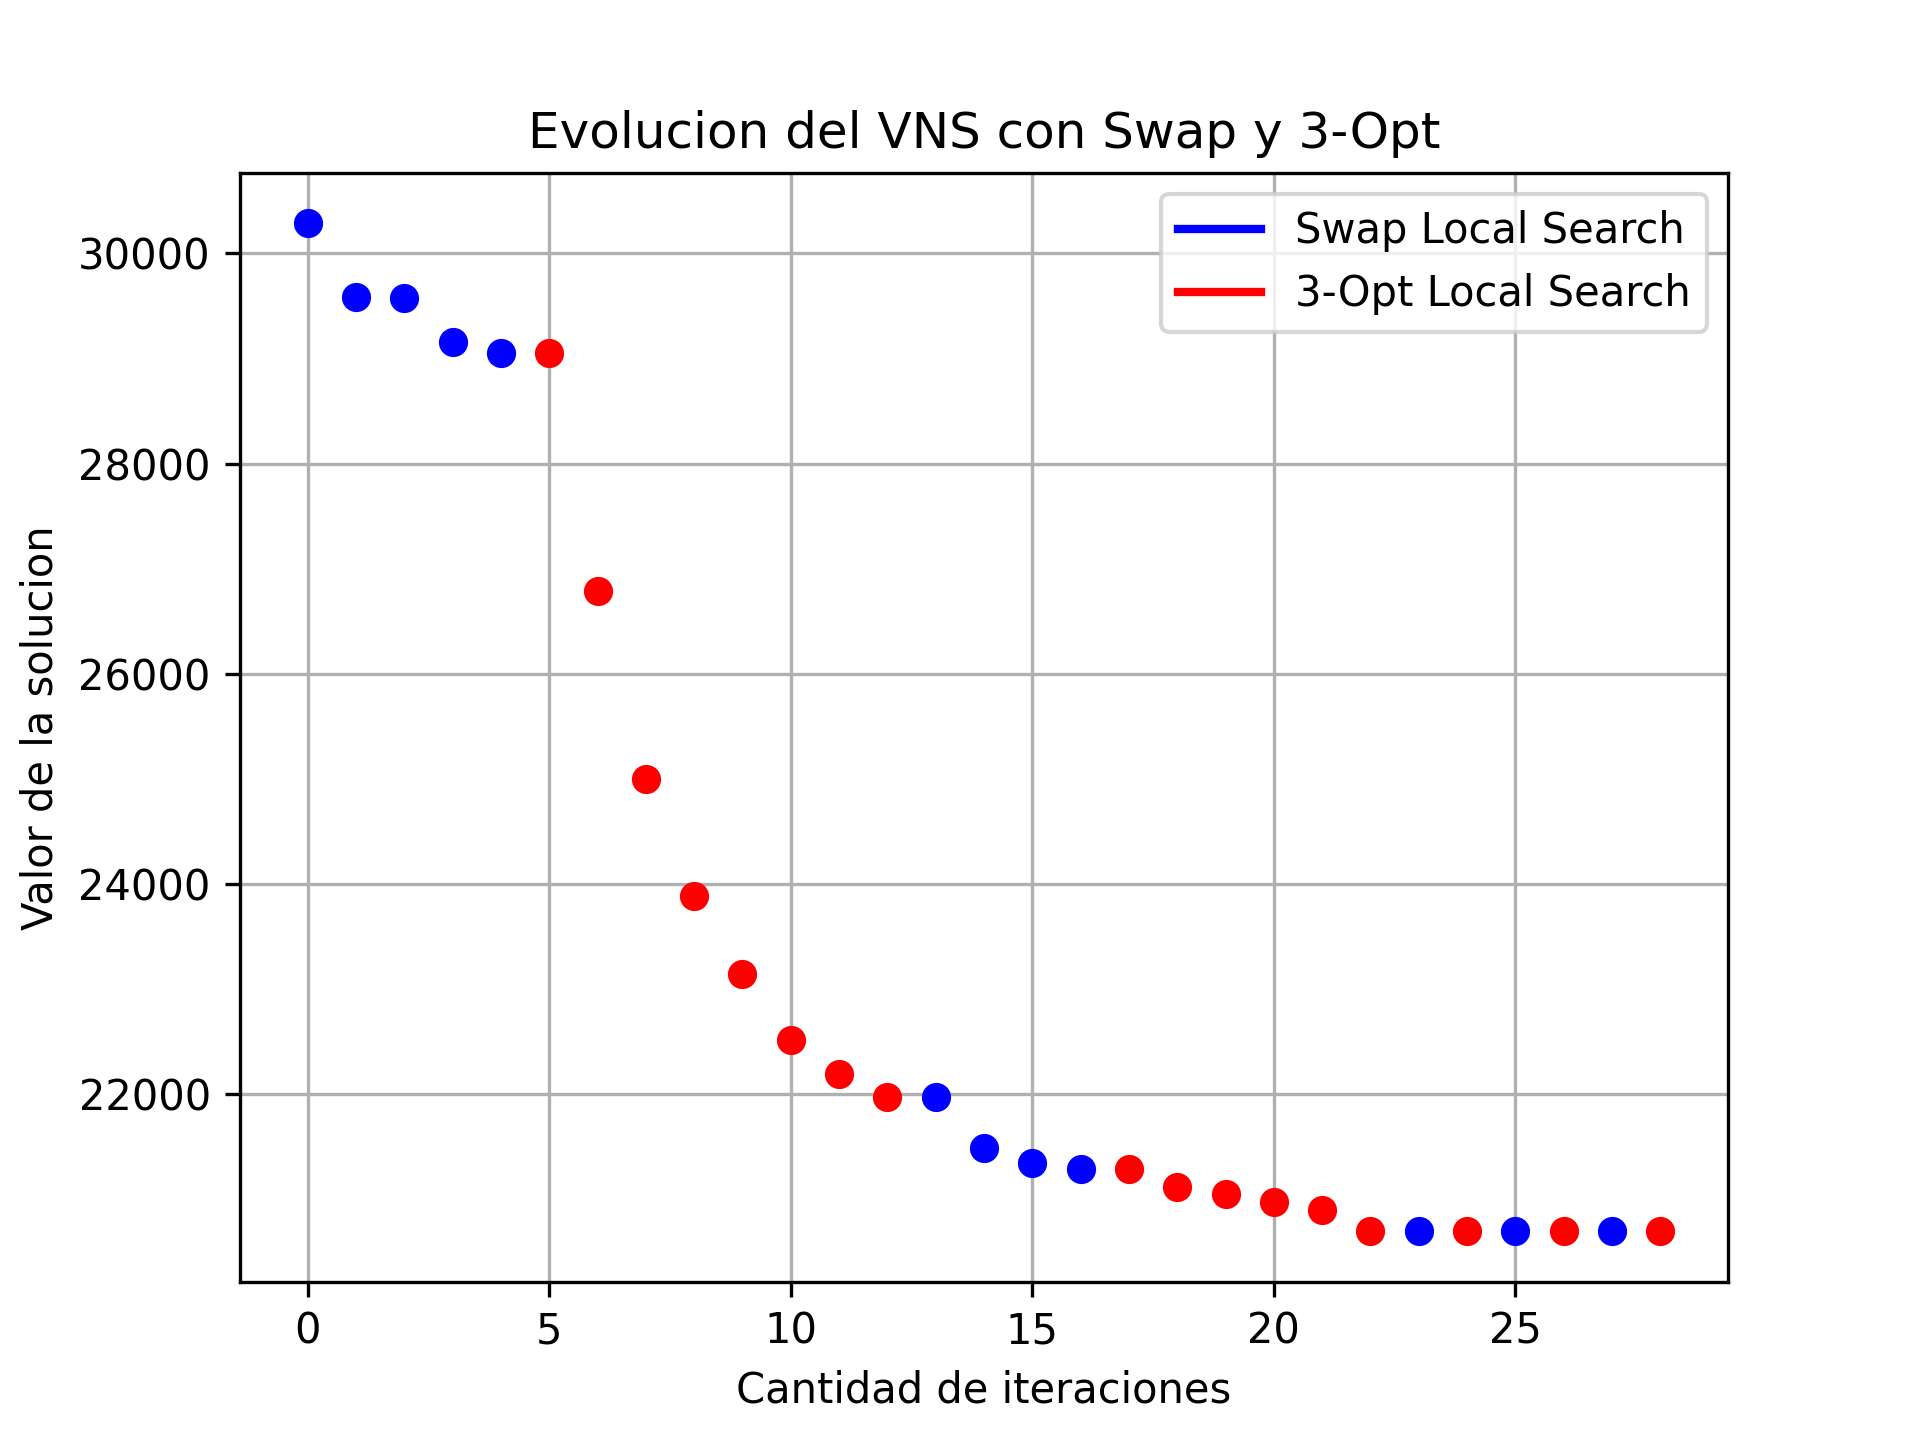 Evolucion del VNS con Swap y 3-Opt
Swap Local Search
3-Opt Local Search
30000
28000
26000
24000
22000
Valor de la solucion
0 5 10 15 20 25
Cantidad de iteraciones